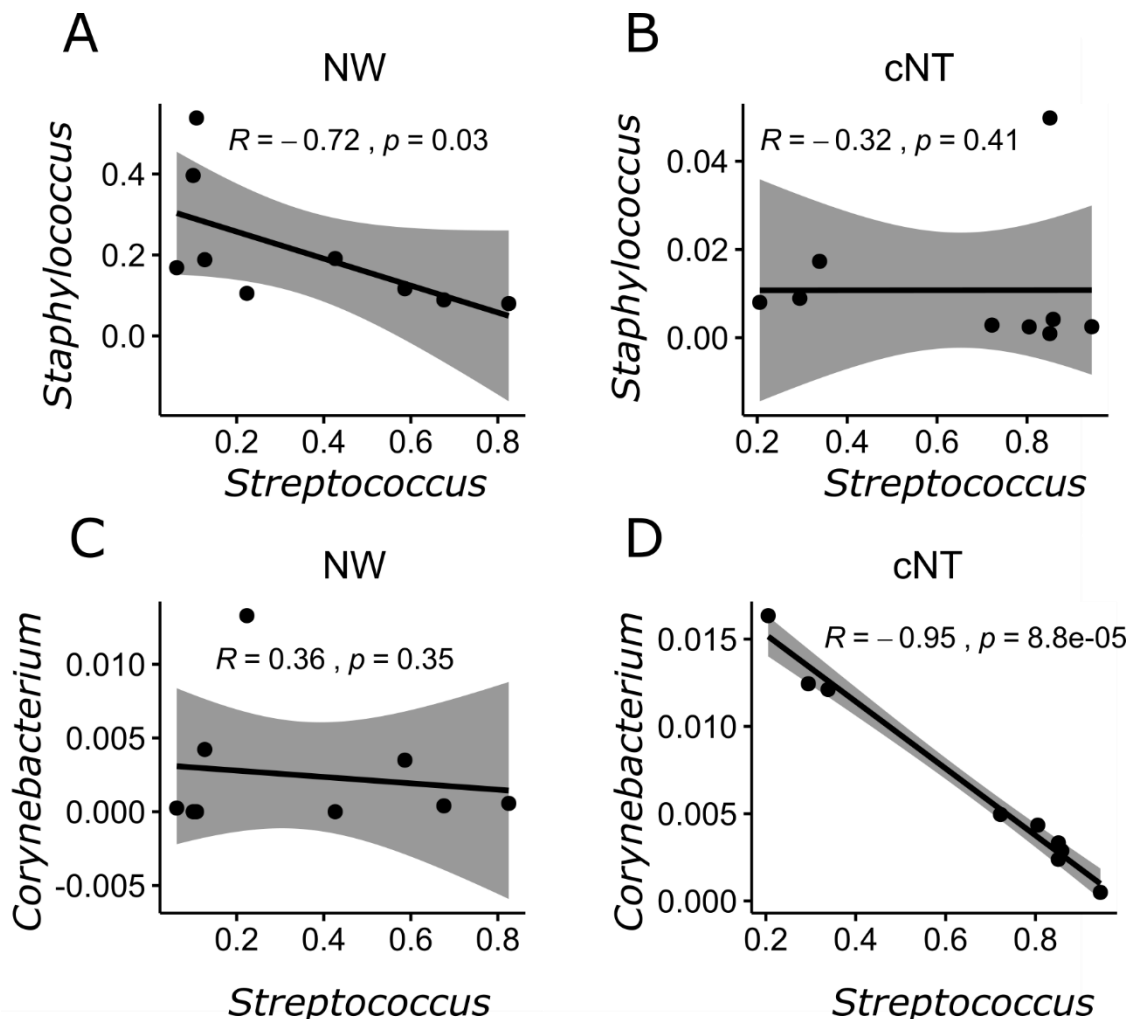 A
NW
R = − 0.72 , p = 0.03
Staphylococcus
0.4
0.2
0.0
0.2 0.4 0.6 0.8
Streptococcus
B
cNT
R = − 0.32 , p = 0.41
Staphylococcus
0.04
0.02
0.00
0.2 0.4 0.6 0.8
Streptococcus
C
NW
R = 0.36 , p = 0.35
Corynebacterium
0.010
0.005
0.000
-0.005
0.2 0.4 0.6 0.8
Streptococcus
D
cNT
R = − 0.95 , p = 8.8e-05
Corynebacterium
0.015
0.010
0.005
0.000
0.2 0.4 0.6 0.8
Streptococcus